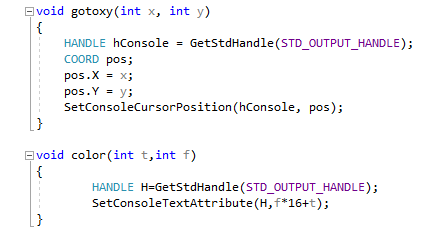 void gotoxy(int x, int y)
{
HANDLE hConsole = GetStdHandle(STD_OUTPUT_HANDLE);
COORD pos;
pos.X = x;
pos.Y = y;
SetConsoleCursorPosition(hConsole, pos);
}
void color(int t,int f)
{
HANDLE H=GetStdHandle(STD_OUTPUT_HANDLE);
SetConsoleTextAttribute(H,f*16+t);
}